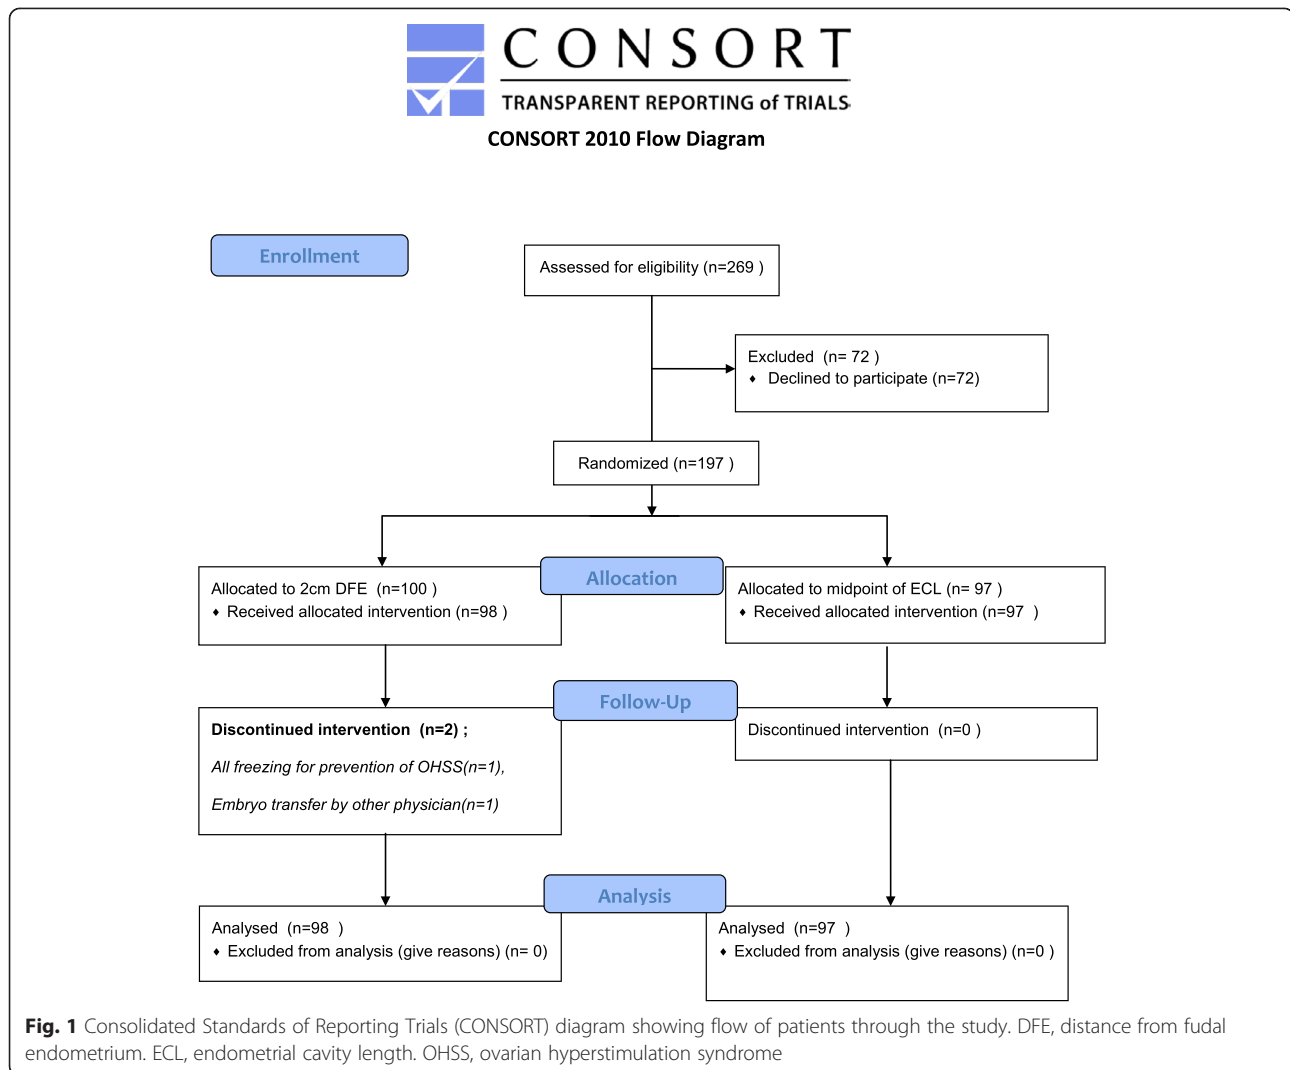 CONSORT
TRANSPARENT REPORTING of TRIALS
CONSORT 2010 Flow Diagram
Enrollment
Assessed for eligibility (n=269 )
Excluded (n= 72 )
♦ Declined to participate (n=72)
Randomized (n=197 )
Allocation
Allocated to 2cm DFE (n=100 )
♦ Received allocated intervention (n=98 )
Allocated to midpoint of ECL (n= 97 )
♦ Received allocated intervention (n=97 )
Follow-Up
Discontinued intervention (n=2) ;
All freezing for prevention of OHSS(n=1),
Embryo transfer by other physician(n=1)
Discontinued intervention (n=0 )
Analysis
Analysed (n=98 )
♦ Excluded from analysis (give reasons) (n= 0)
Analysed (n=97 )
♦ Excluded from analysis (give reasons) (n=0 )
Fig. 1 Consolidated Standards of Reporting Trials (CONSORT) diagram showing flow of patients through the study. DFE, distance from fudal
endometrium. ECL, endometrial cavity length. OHSS, ovarian hyperstimulation syndrome